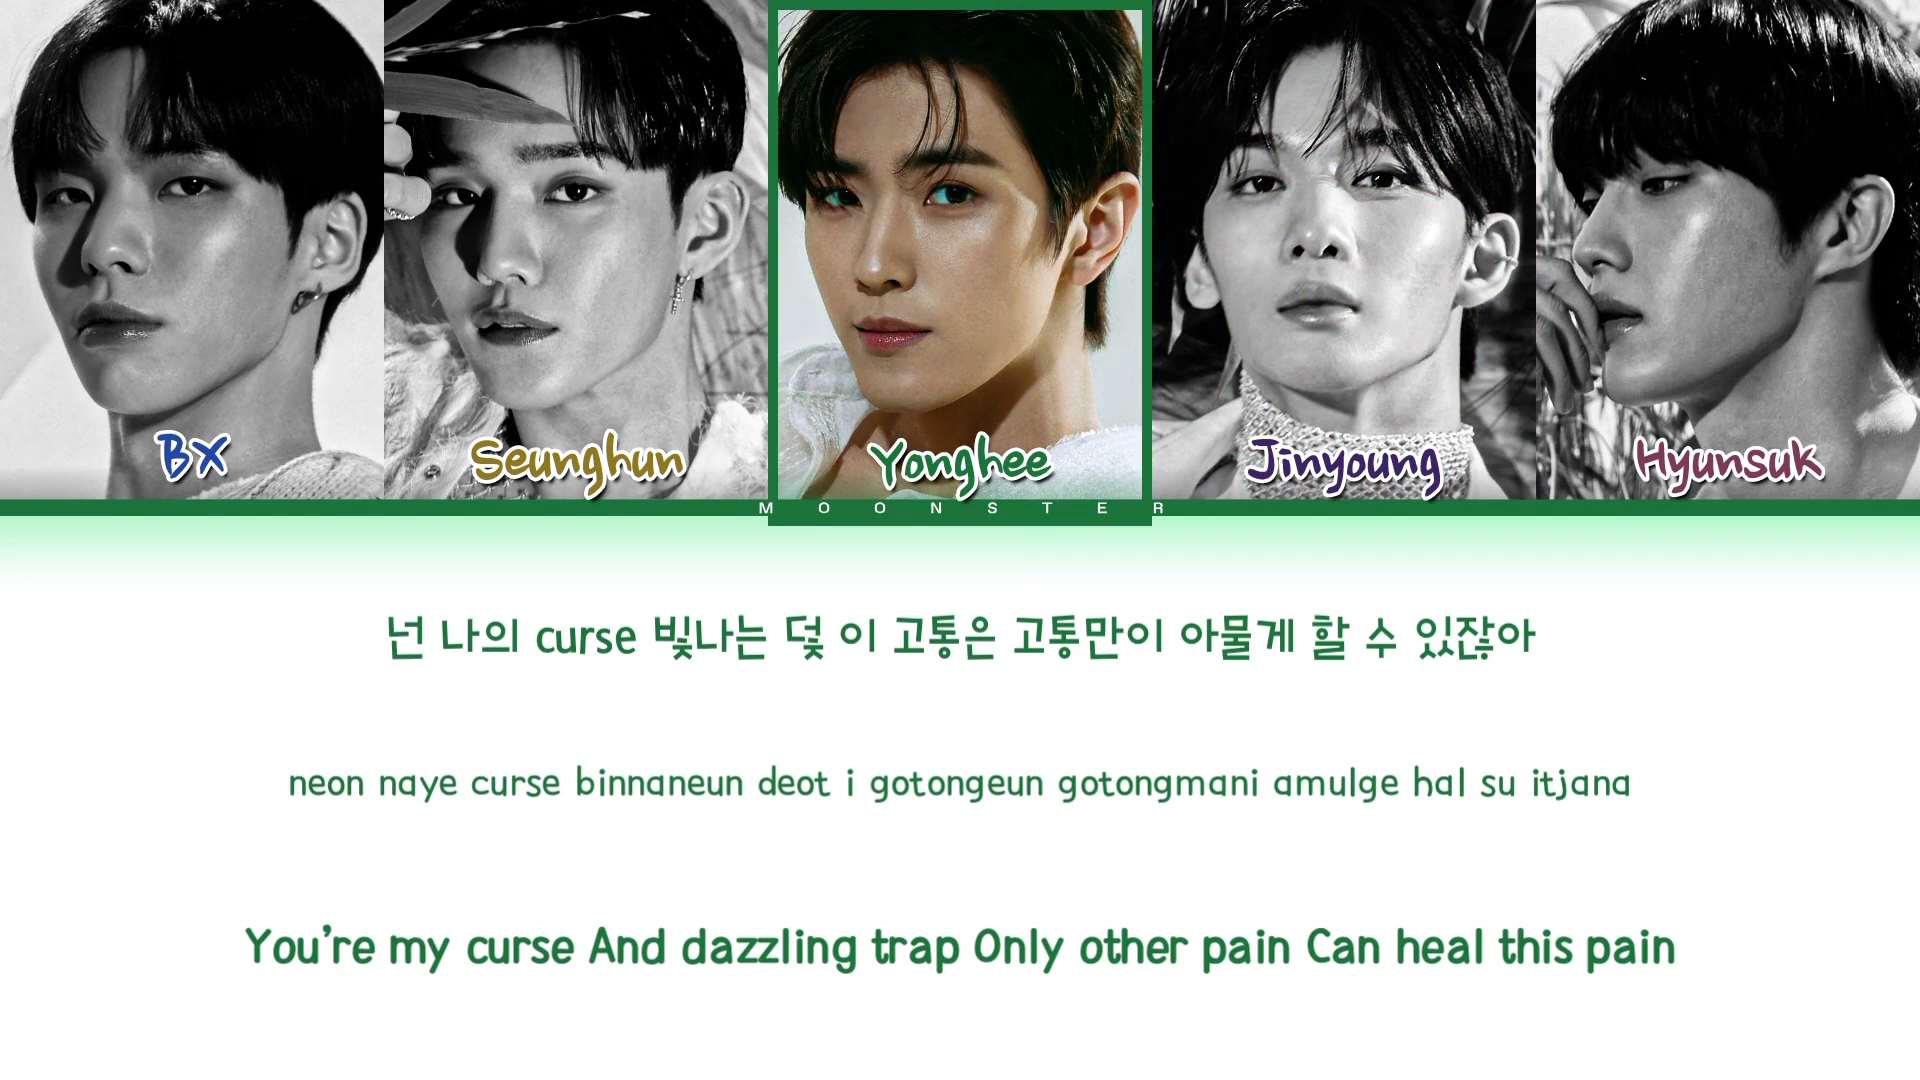 BX
Seunghun
Yonghee
Jinyoung
Hyunsuk
MOONSTER
넌 나의 curse 빛나는 덫 이 고통은 고통만이 아물게 할 수 있잖아
neon naye curse binnaneun deot i gotongeun gotongmani amulge hal su itjana
You're my curse And dazzling trap Only other pain Can heal this pain